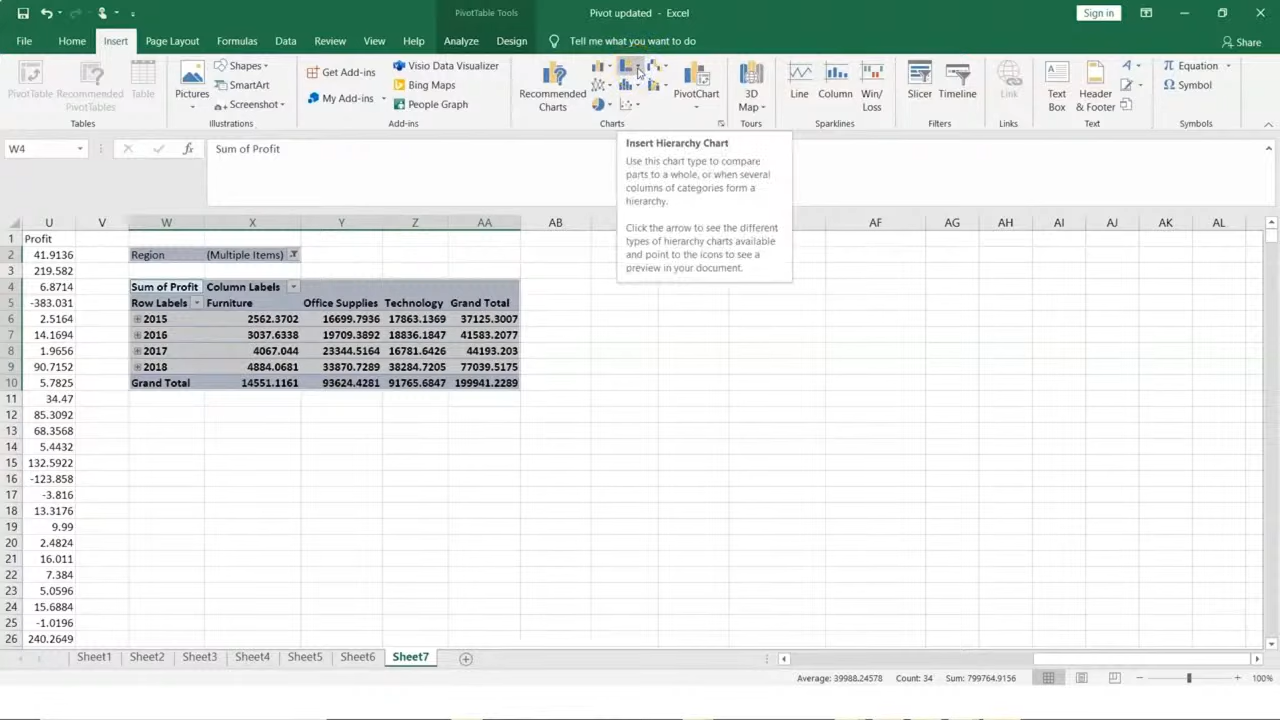 PivotTable Tools
Pivot updated - Excel
Sign in
File Home Insert Page Layout Formulas Data Review View Help Analyze Design Tell me what you want to do Share
PivotTable
Recommended PivotTables
Table
Tables
Pictures
Shapes
SmartArt
Screenshot
Illustrations
Get Add-ins
My Add-ins
Visio Data Visualizer
Bing Maps
People Graph
Add-ins
Recommended Charts
PivotChart
Charts
3D Map
Tours
Line
Column
Win/Loss
Sparklines
Slicer
Timeline
Filters
Link
Links
Text Box
Header & Footer
Text
Equation
Symbol
Symbols
Insert Hierarchy Chart
Use this chart type to compare
parts to a whole, or when several
columns of categories form a
hierarchy.
Click the arrow to see the different
types of hierarchy charts available
and point to the icons to see a
preview in your document.
W4 fx Sum of Profit
U V W X Y Z AA AB AF AG AH AI AJ AK AL
1 Profit
2 41.9136 Region (Multiple Items)
3 219.582
4 6.8714 Sum of Profit Column Labels
5 -383.031 Row Labels Furniture Office Supplies Technology Grand Total
6 2.5164 2015 2562.3702 16699.7936 17863.1369 37125.3007
7 14.1694 2016 3037.6338 19709.3892 18836.1847 41583.2077
8 1.9656 2017 4067.044 23344.5164 16781.6426 44193.203
9 90.7152 2018 4884.0681 33870.7289 38284.7205 77039.5175
10 5.7825 Grand Total 14551.1161 93624.4281 91765.6847 199941.2289
11 34.47
12 85.3092
13 68.3568
14 5.4432
15 132.5922
16 -123.858
17 -3.816
18 13.3176
19 9.99
20 2.4824
21 16.011
22 7.384
23 5.0596
24 15.6884
25 -1.0196
26 240.2649
Sheet1 Sheet2 Sheet3 Sheet4 Sheet5 Sheet6 Sheet7
Average: 39988.24578 Count: 34 Sum: 799764.9156 100%